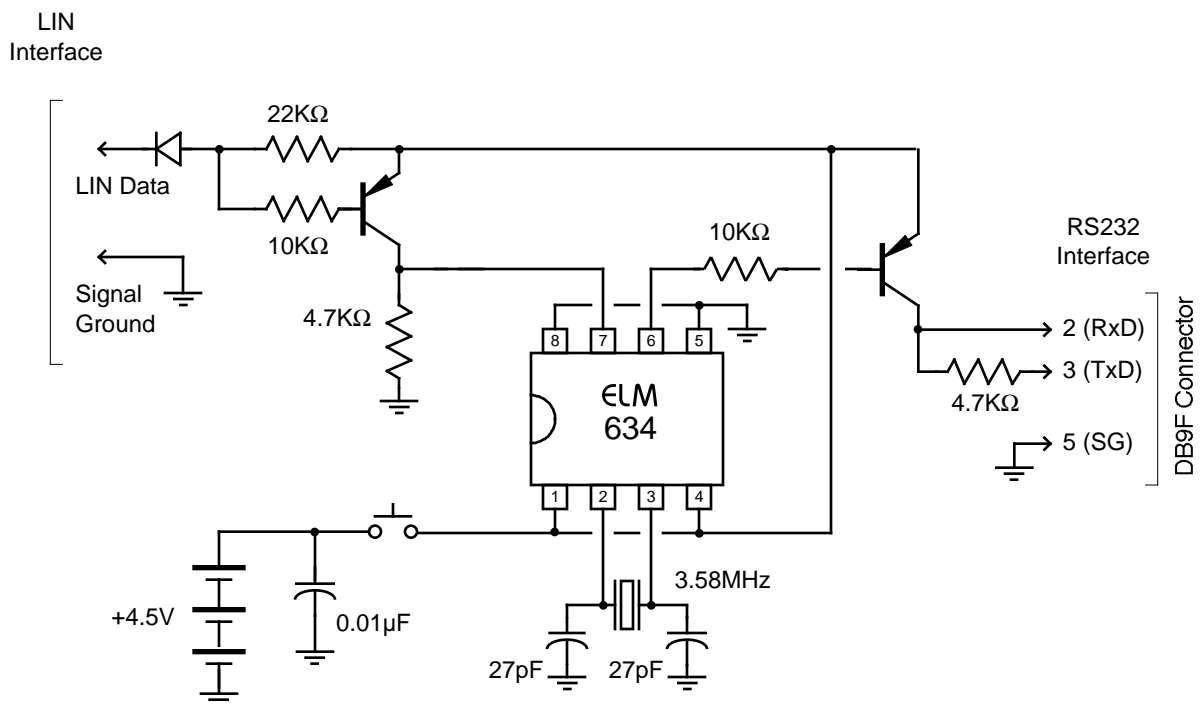 LIN
Interface
22KΩ
LIN Data
10KΩ
10KΩ
RS232
Interface
Signal
Ground
4.7KΩ
8
7
6
5
2 (RxD)
3 (TxD)
4.7KΩ
5 (SG)
DB9F Connector
ELM
634
1
2
3
4
3.58MHz
+4.5V
0.01µF
27pF
27pF